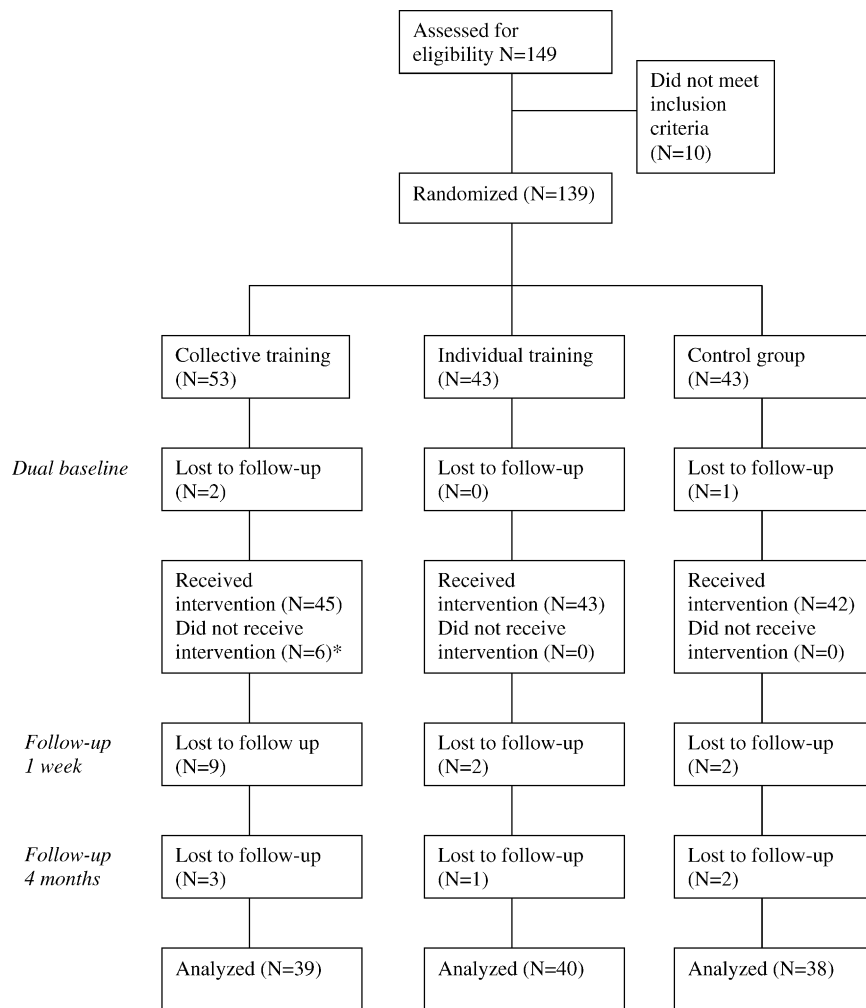 Assessed for
eligibility N=149
Did not meet
inclusion
criteria
(N=10)
Randomized (N=139)
Collective training
(N=53)
Individual training
(N=43)
Control group
(N=43)
Dual baseline
Lost to follow-up
(N=2)
Lost to follow-up
(N=0)
Lost to follow-up
(N=1)
Received
intervention (N=45)
Did not receive
intervention (N=6)*
Received
intervention (N=43)
Did not receive
intervention (N=0)
Received
intervention (N=42)
Did not receive
intervention (N=0)
Follow-up
1 week
Lost to follow up
(N=9)
Lost to follow-up
(N=2)
Lost to follow-up
(N=2)
Follow-up
4 months
Lost to follow-up
(N=3)
Lost to follow-up
(N=1)
Lost to follow-up
(N=2)
Analyzed (N=39)
Analyzed (N=40)
Analyzed (N=38)